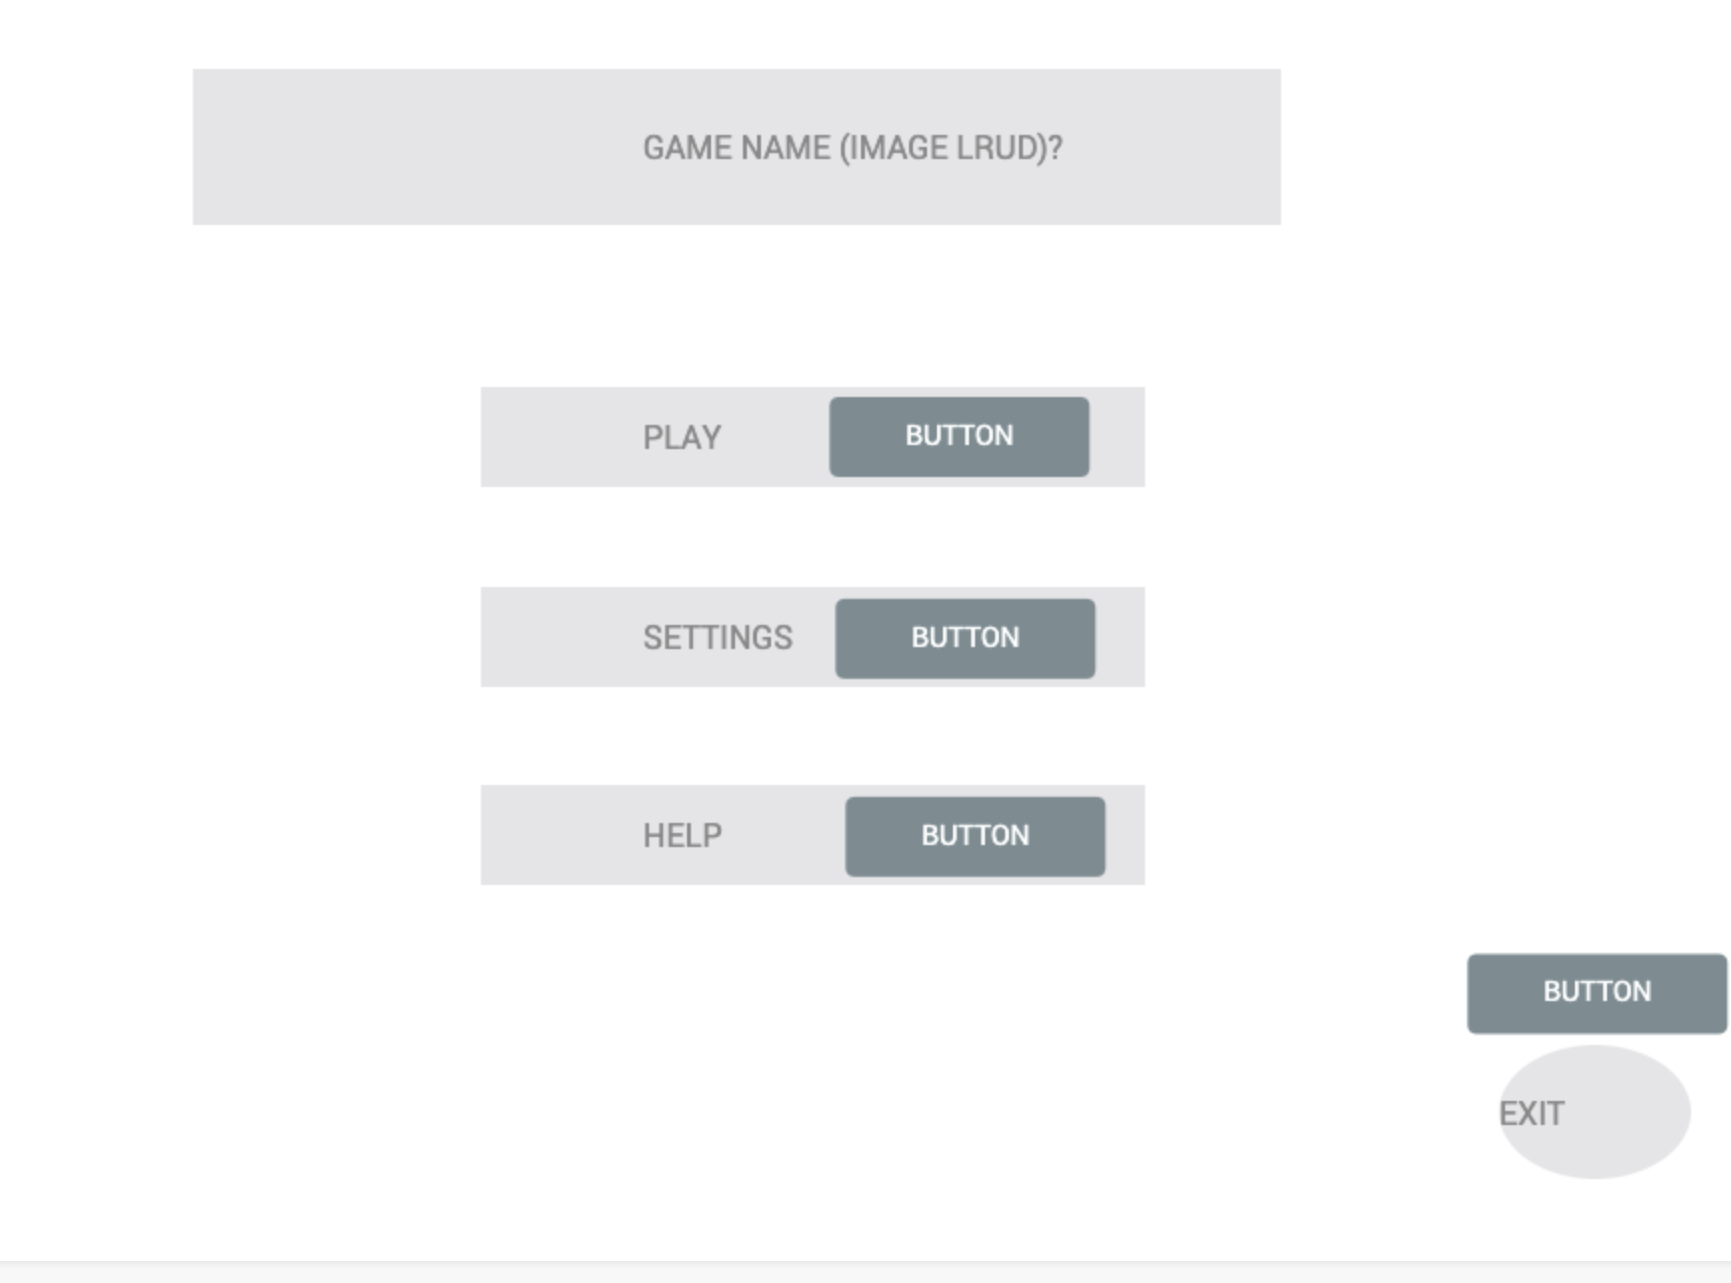 GAME NAME (IMAGE LRUD)?
PLAY BUTTON
SETTINGS BUTTON
HELP BUTTON
BUTTON
EXIT